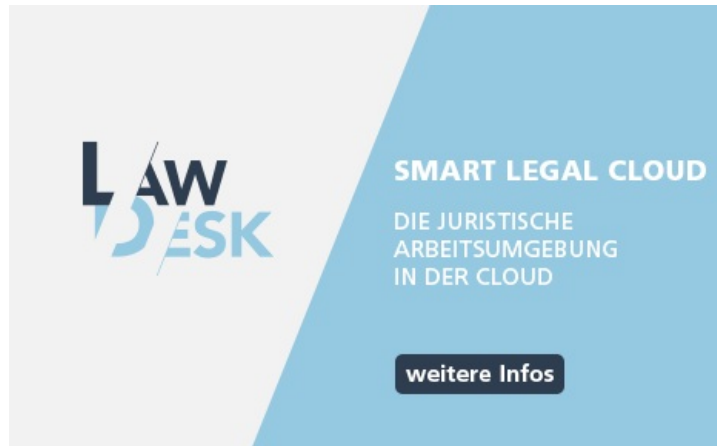 LAW
DESK
SMART LEGAL CLOUD
DIE JURISTISCHE
ARBEITSUMGEBUNG
IN DER CLOUD
weitere Infos